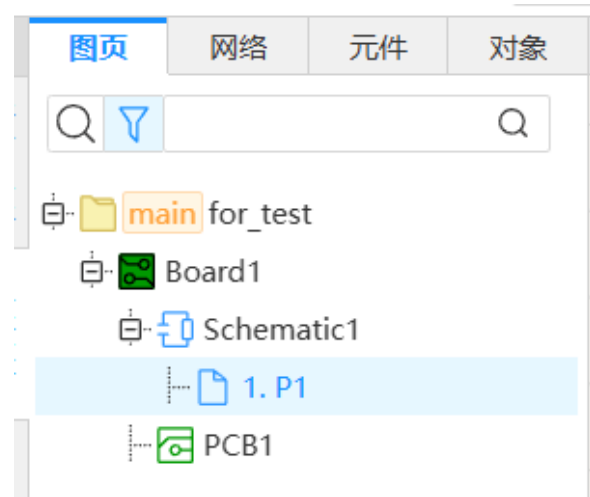 图页 网络 元件 对象
main for_test
Board1
Schematic1
1. P1
PCB1